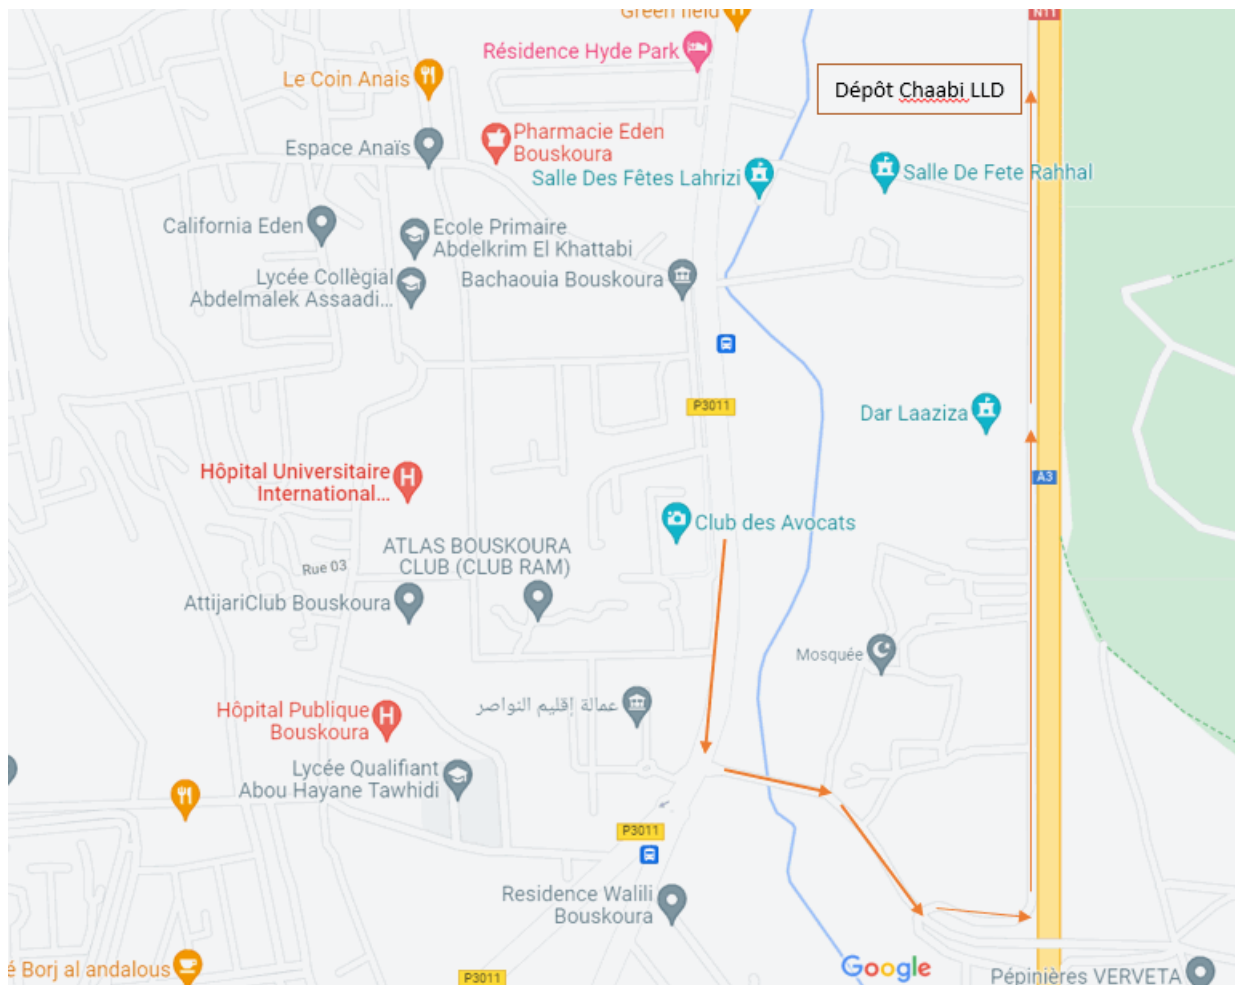 Green field
N11
Résidence Hyde Park
Le Coin Anais
Dépôt Chaabi LLD
Pharmacie Eden
Bouskoura
Espace Anaïs
Salle Des Fêtes Lahrizi
Salle De Fete Rahhal
California Eden
Ecole Primaire
Abdelkrim El Khattabi
Lycée Collègial
Abdelmalek Assaadi...
Bachaouia Bouskoura
P3011
Dar Laaziza
Hôpital Universitaire
International...
A3
Club des Avocats
ATLAS BOUSKOURA
CLUB (CLUB RAM)
Rue 03
AttijariClub Bouskoura
Mosquée
عمالة إقليم النواصر
Hôpital Publique
Bouskoura
Lycée Qualifiant
Abou Hayane Tawhidi
P3011
Residence Walili
Bouskoura
é Borj al andalous
P3011
Google
Pépinières VERVETA